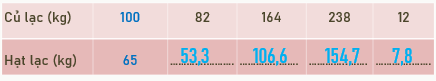 Củ lạc (kg) 100 82 164 238 12
Hạt lạc (kg) 65 53,3 106,6 154,7 7,8